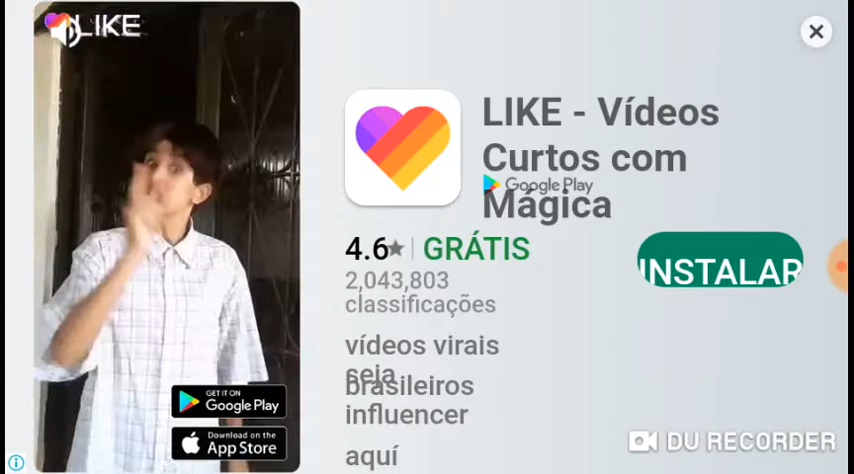 LIKE
GET IT ON
Google Play
Download on the
App Store
LIKE - Vídeos
Curtos com
Google Play
Mágica
4.6★ | GRÁTIS
2,043,803
classificações
INSTALAR
vídeos virais
seja
brasileiros
influencer
aquí
DU RECORDER